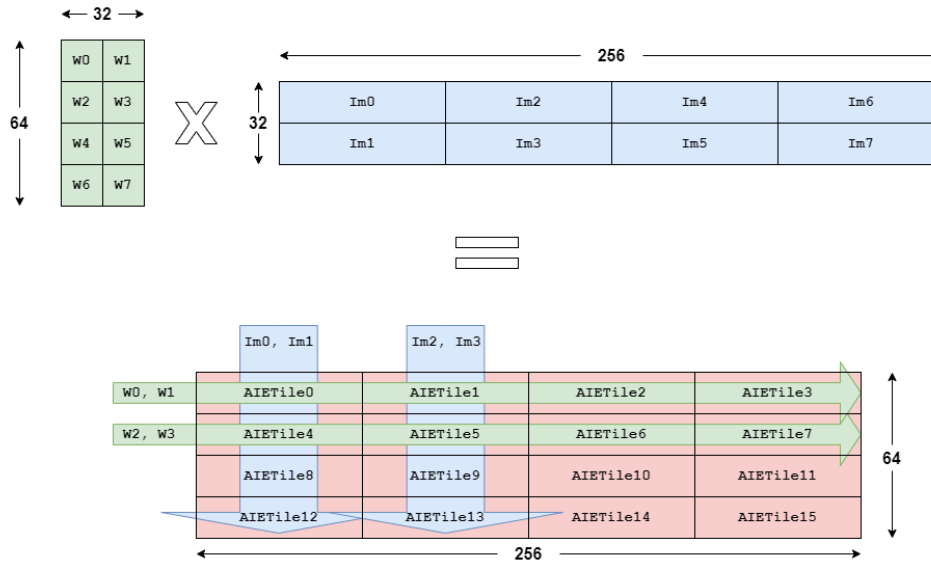 32
256
W0 W1
W2 W3
W4 W5
W6 W7
64
X
32
Im0 Im2 Im4 Im6
Im1 Im3 Im5 Im7
Im0, Im1 Im2, Im3
W0, W1 AIETile0 AIETile1 AIETile2 AIETile3
W2, W3 AIETile4 AIETile5 AIETile6 AIETile7
AIETile8 AIETile9 AIETile10 AIETile11
64
AIETile12 AIETile13 AIETile14 AIETile15
256